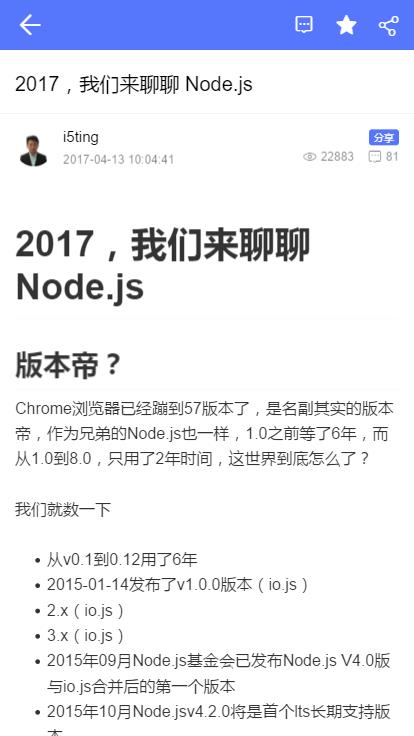 2017，我们来聊聊 Node.js
i5ting
分享
2017-04-13 10:04:41
22883
81
2017，我们来聊聊
Node.js
版本帝？
Chrome浏览器已经蹦到57版本了，是名副其实的版本
帝，作为兄弟的Node.js也一样，1.0之前等了6年，而
从1.0到8.0，只用了2年时间，这世界到底怎么了？
我们就数一下
• 从v0.1到0.12用了6年
• 2015-01-14发布了v1.0.0版本（io.js）
• 2.x（io.js）
• 3.x（io.js）
• 2015年09月Node.js基金会已发布Node.js V4.0版
与io.js合并后的第一个版本
• 2015年10月Node.jsv4.2.0将是首个lts长期支持版
本